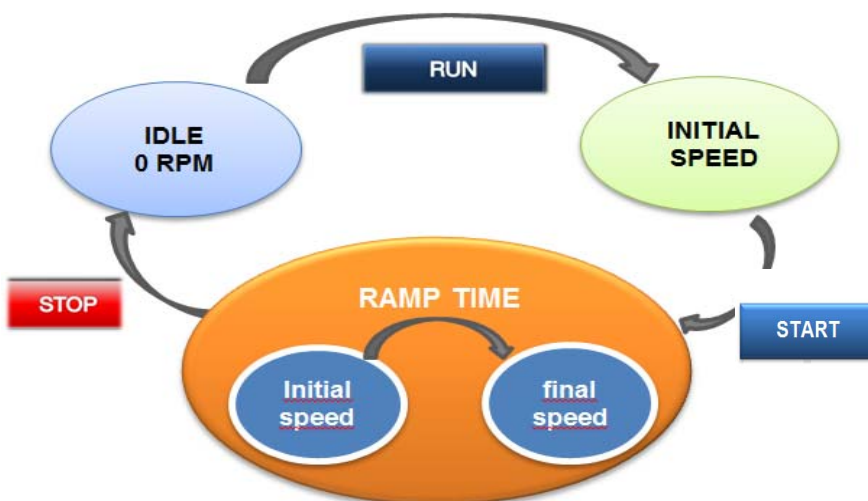 RUN
IDLE
0 RPM
INITIAL
SPEED
STOP
RAMP TIME
START
Initial
speed
final
speed